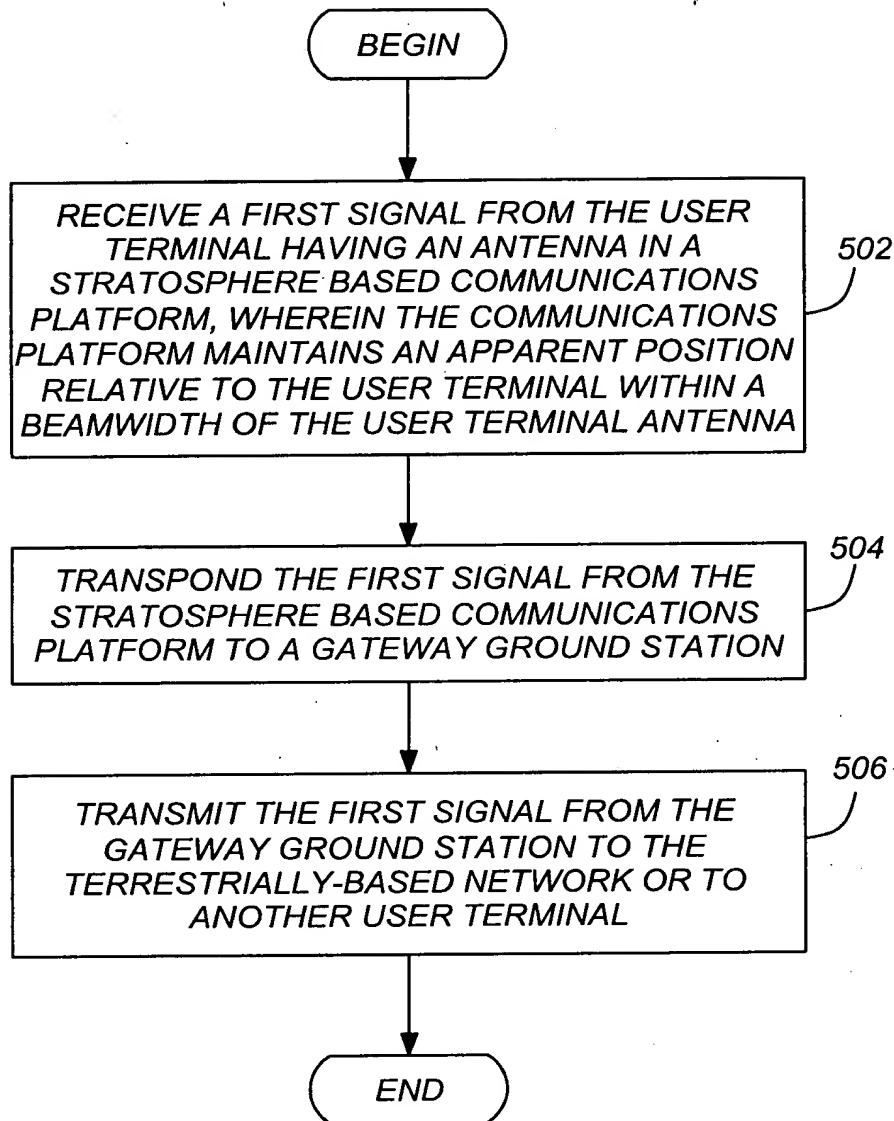 BEGIN
RECEIVE A FIRST SIGNAL FROM THE USER
TERMINAL HAVING AN ANTENNA IN A
STRATOSPHERE BASED COMMUNICATIONS
PLATFORM, WHEREIN THE COMMUNICATIONS
PLATFORM MAINTAINS AN APPARENT POSITION
RELATIVE TO THE USER TERMINAL WITHIN A
BEAMWIDTH OF THE USER TERMINAL ANTENNA
502
TRANSPOND THE FIRST SIGNAL FROM THE
STRATOSPHERE BASED COMMUNICATIONS
PLATFORM TO A GATEWAY GROUND STATION
504
TRANSMIT THE FIRST SIGNAL FROM THE
GATEWAY GROUND STATION TO THE
TERRESTRIALLY-BASED NETWORK OR TO
ANOTHER USER TERMINAL
506
END